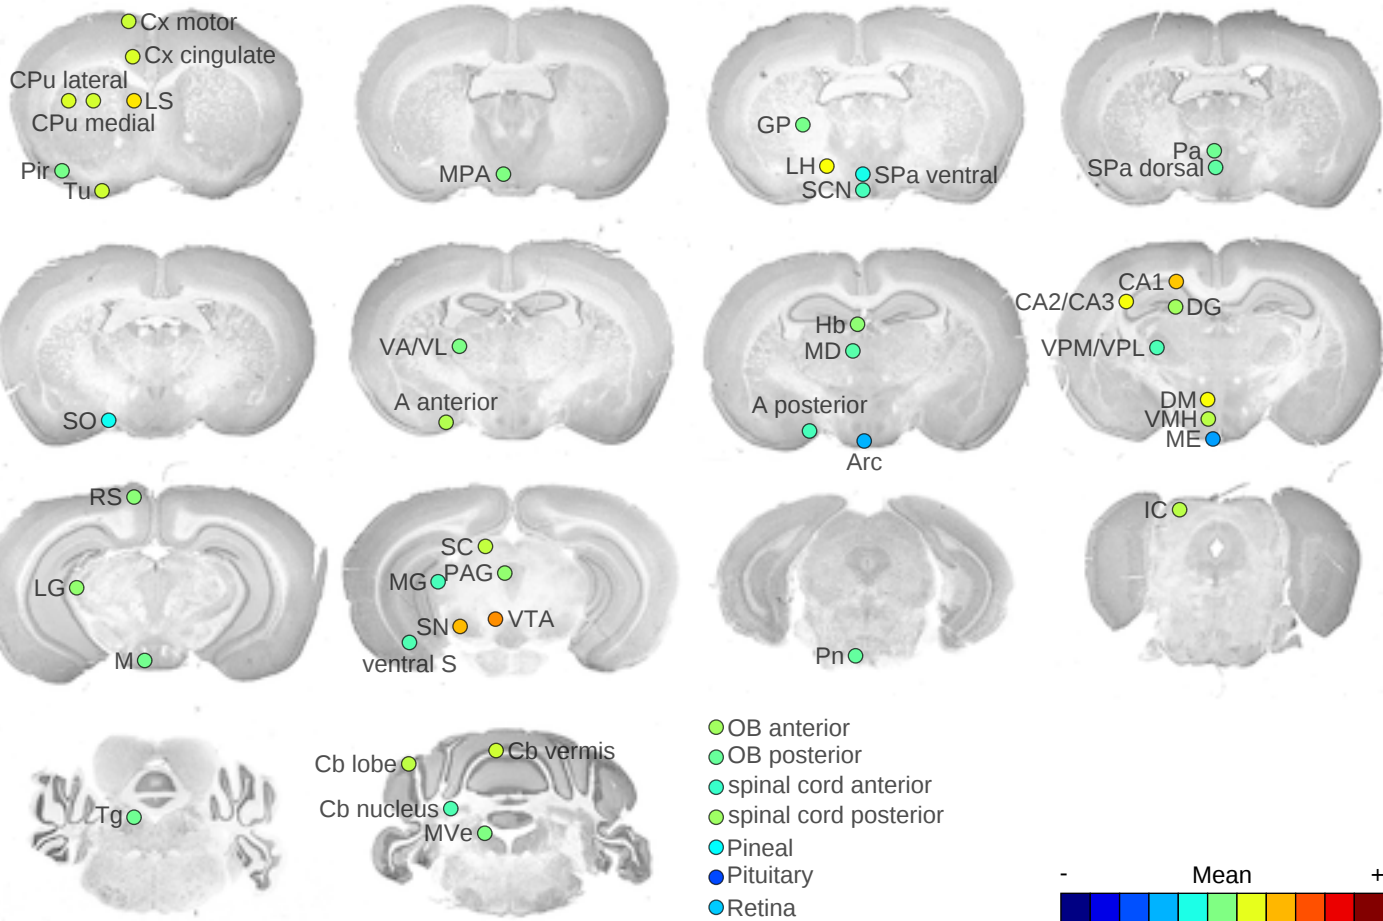 Cx motor
Cx cingulate
CPu lateral
LS
CPu medial
Pir
Tu
MPA
GP
LH
SPa ventral
SCN
Pa
SPa dorsal
SO
VA/VL
A anterior
Hb
MD
A posterior
Arc
CA1
CA2/CA3
DG
VPM/VPL
DM
VMH
ME
RS
LG
M
SC
MG
PAG
SN
VTA
ventral S
Pn
IC
Tg
Cb lobe
Cb vermis
Cb nucleus
MVe
OB anterior
OB posterior
spinal cord anterior
spinal cord posterior
Pineal
Pituitary
Retina
- Mean +